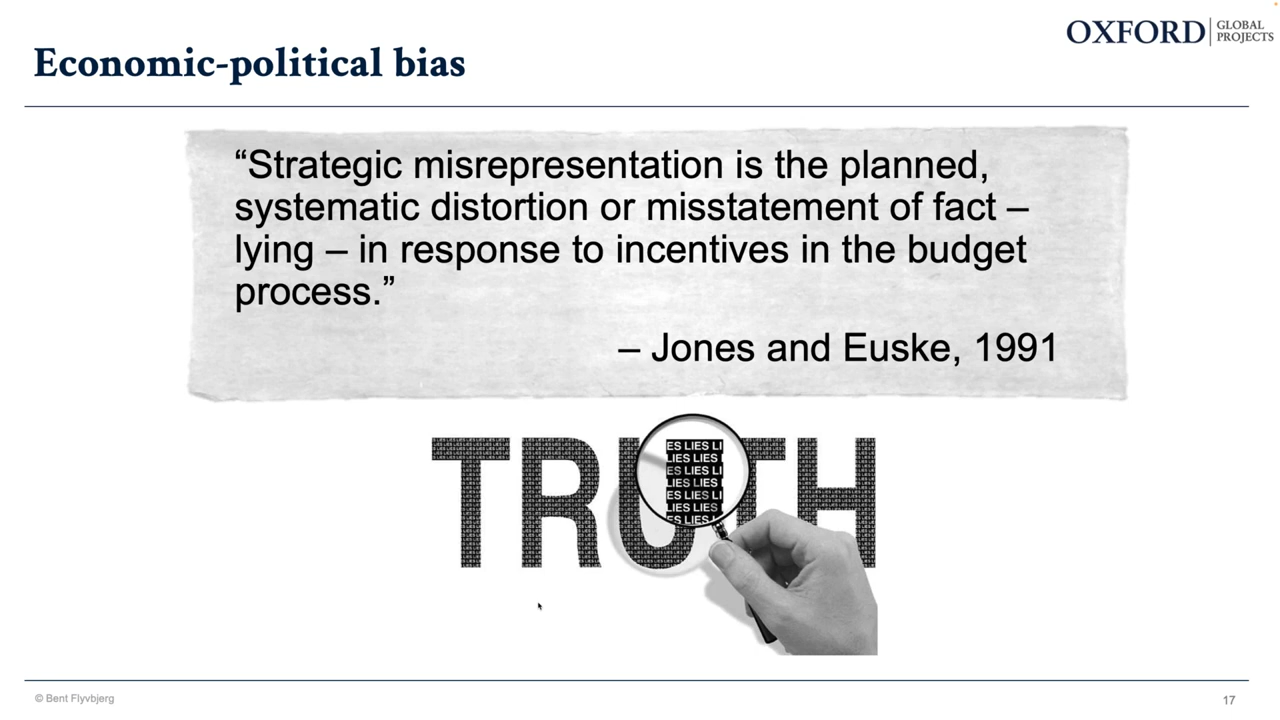 OXFORD
GLOBAL
PROJECTS
Economic-political bias
“Strategic misrepresentation is the planned,
systematic distortion or misstatement of fact –
lying – in response to incentives in the budget
process.”
– Jones and Euske, 1991
TRUTH
ES LIES LI
LIES LIES
ES LIES LI
LIES LIES
ES LIES LI
LIES LIES
ES LIES L
© Bent Flyvbjerg
17